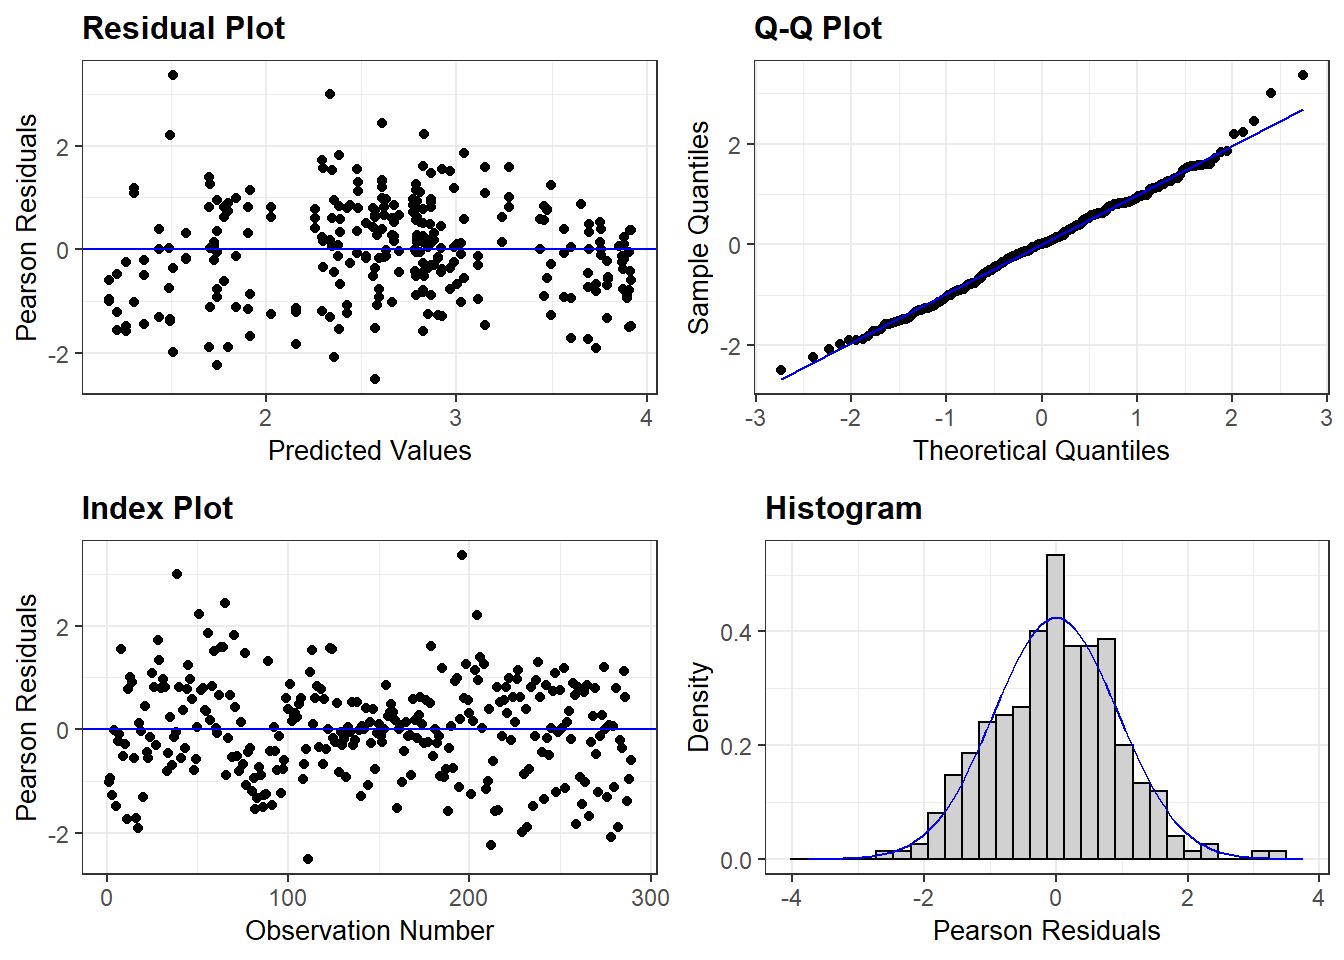 Residual Plot
Pearson Residuals
2
0
-2
2
3
4
Predicted Values
Q-Q Plot
Sample Quantiles
2
0
-2
-3
-2
-1
0
1
2
3
Theoretical Quantiles
Index Plot
Pearson Residuals
2
0
-2
0
100
200
300
Observation Number
Histogram
Density
0.4
0.2
0.0
-4
-2
0
2
4
Pearson Residuals